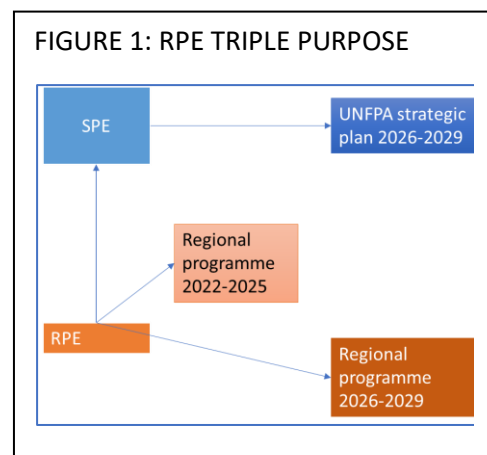 FIGURE 1: RPE TRIPLE PURPOSE
SPE
UNFPA strategic
plan 2026-2029
Regional
programme
2022-2025
RPE
Regional
programme
2026-2029